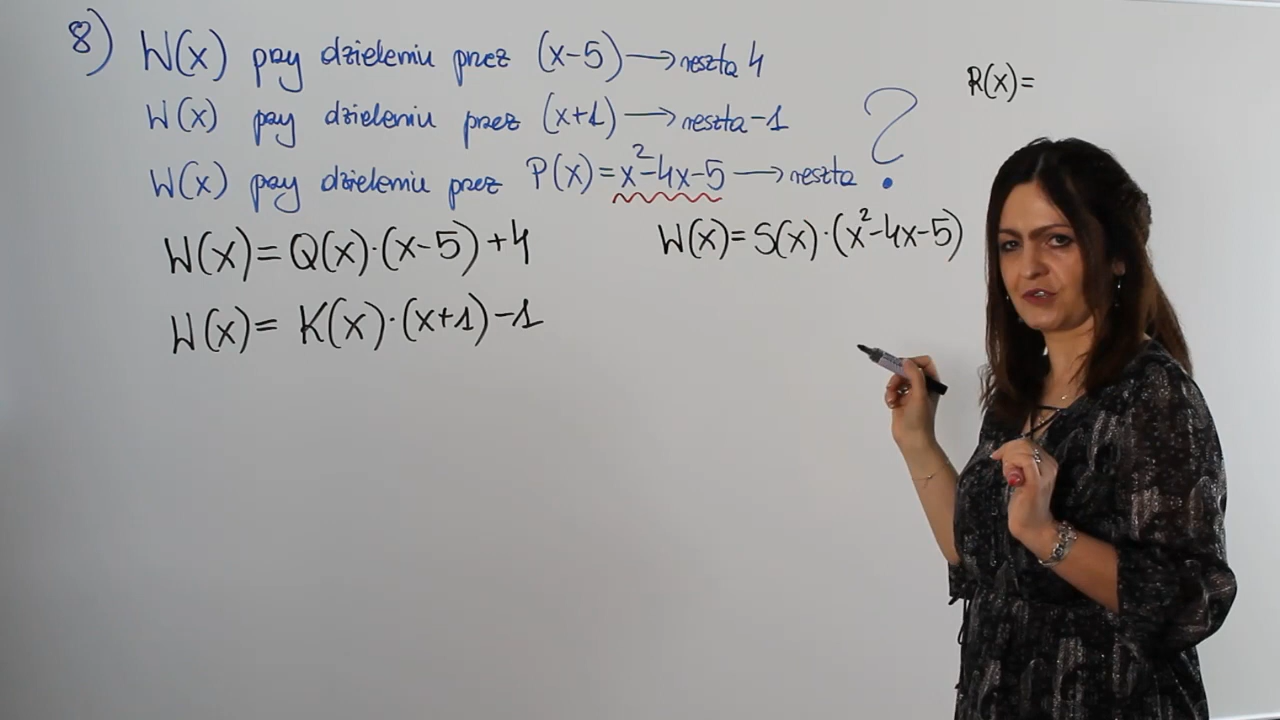 8) W(x) przy dzieleniu przez (x-5) → reszta 4
W(x) przy dzieleniu przez (x+1) → reszta -1
W(x) przy dzieleniu przez P(x) = x²-4x-5 → reszta ?
W(x) = Q(x)·(x-5)+4
W(x) = K(x)·(x+1)-1
W(x) = S(x)·(x²-4x-5)
R(x) =